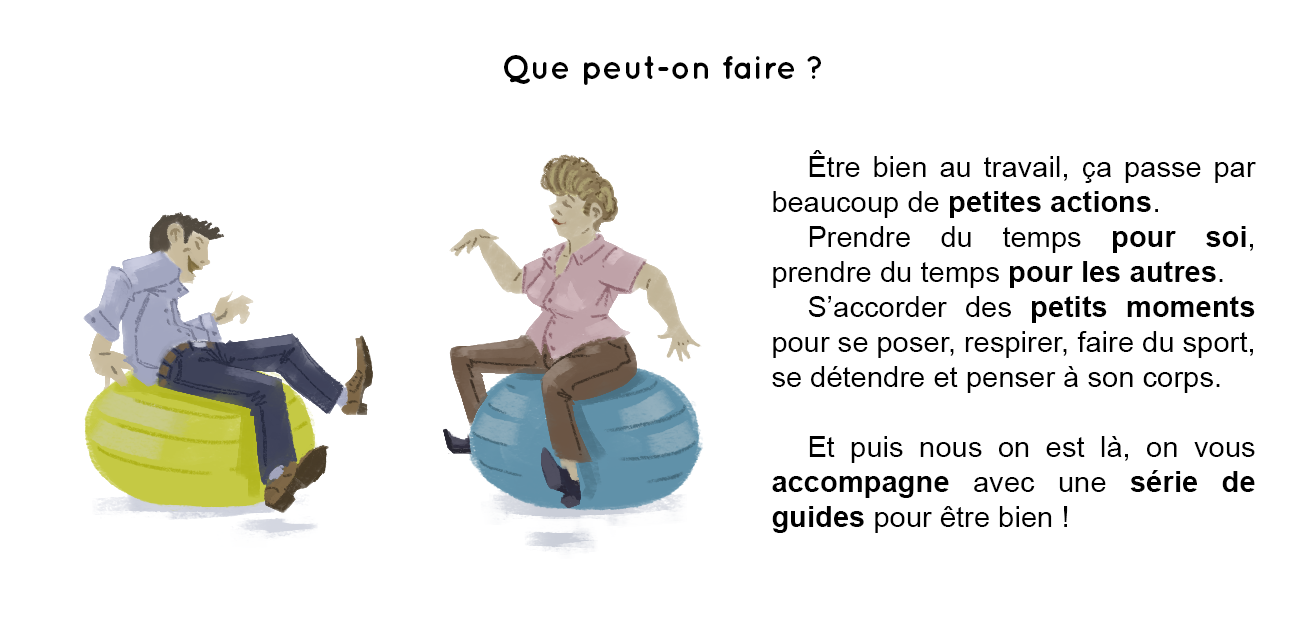 Que peut-on faire ?
Être bien au travail, ça passe par
beaucoup de petites actions.
Prendre du temps pour soi,
prendre du temps pour les autres.
S’accorder des petits moments
pour se poser, respirer, faire du sport,
se détendre et penser à son corps.
Et puis nous on est là, on vous
accompagne avec une série de
guides pour être bien !